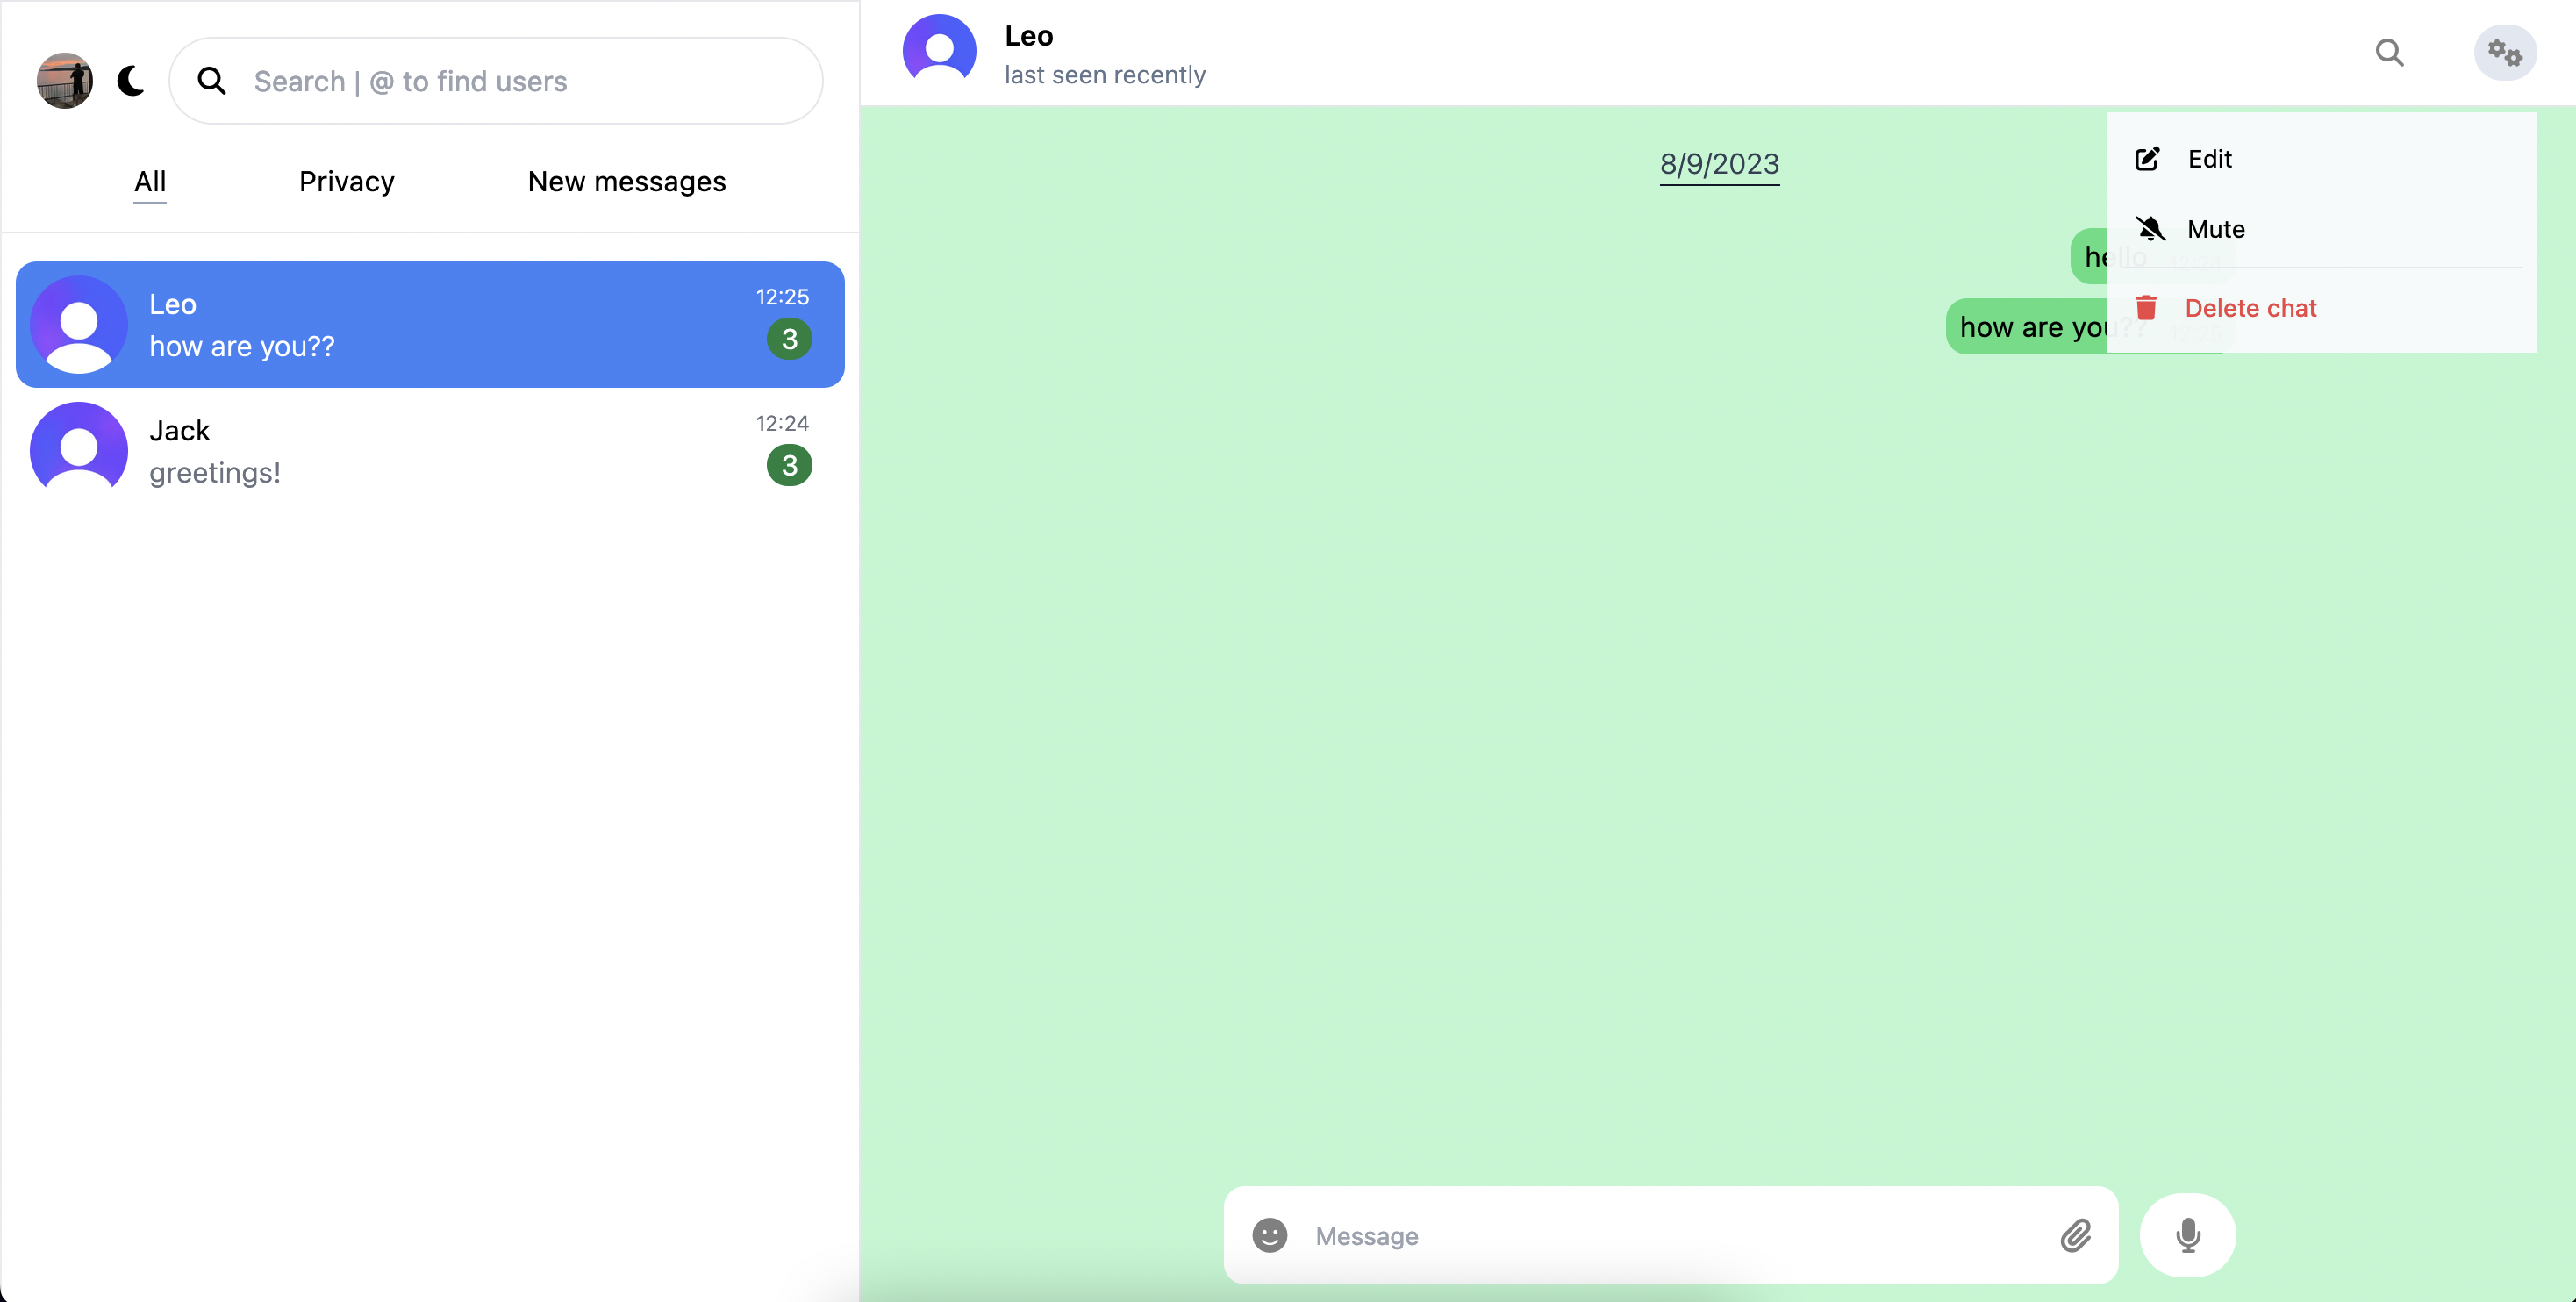 Search | @ to find users
All Privacy New messages
Leo
12:25
how are you??
3
Jack
12:24
greetings!
3
Leo
last seen recently
8/9/2023
hello
how are you??
Edit
Mute
Delete chat
Message